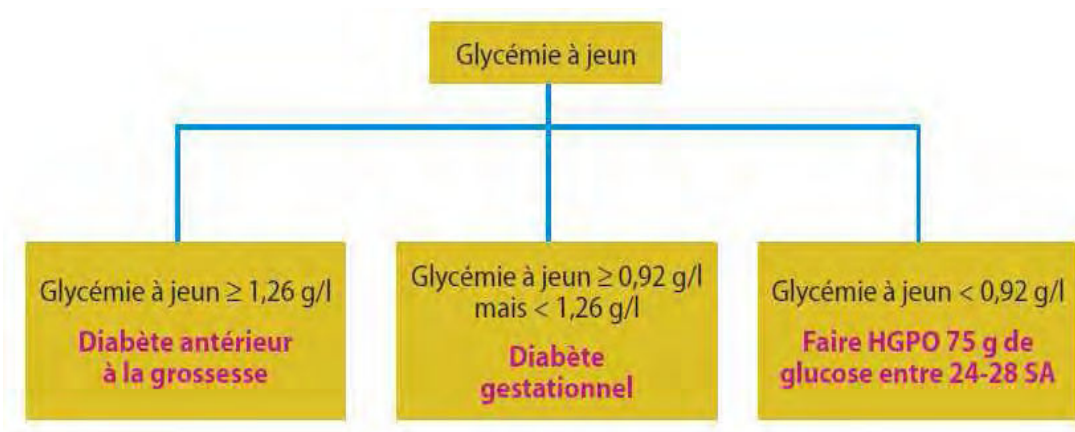 Glycémie à jeun
Glycémie à jeun ≥ 1,26 g/l
Diabète antérieur
à la grossesse
Glycémie à jeun ≥ 0,92 g/l
mais < 1,26 g/l
Diabète
gestationnel
Glycémie à jeun < 0,92 g/l
Faire HGPO 75 g de
glucose entre 24-28 SA